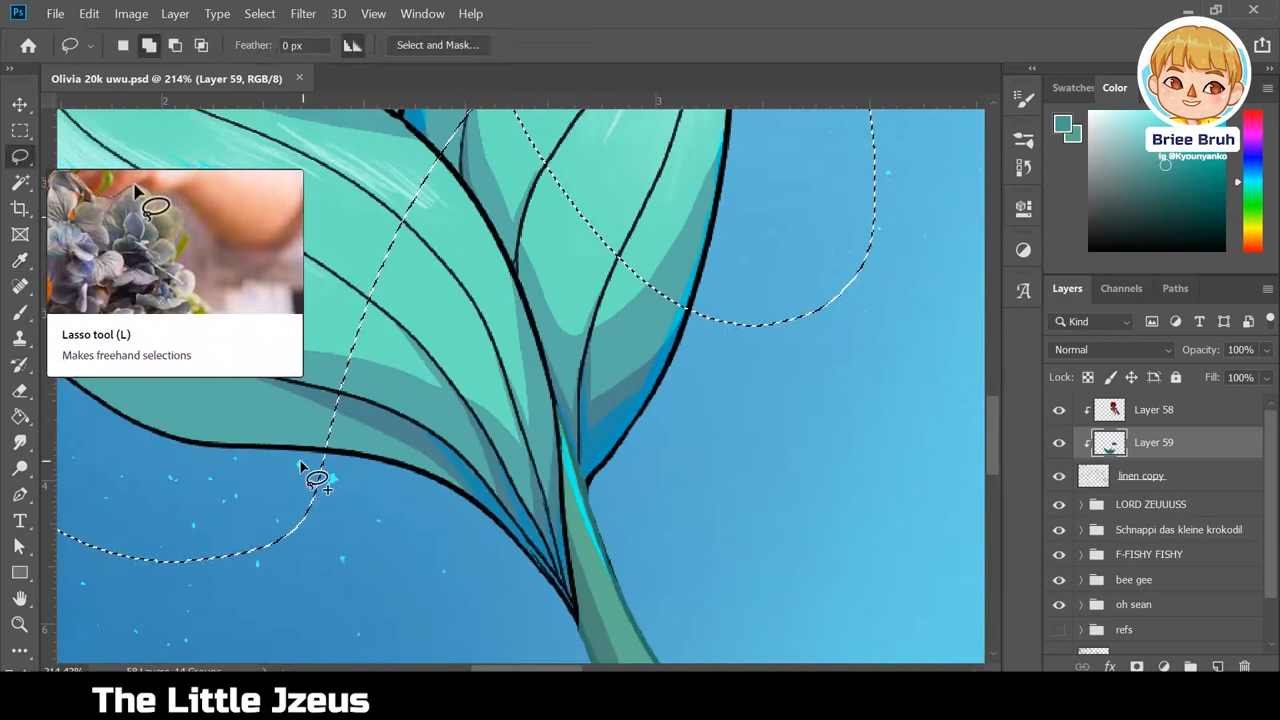 Ps File Edit Image Layer Type Select Filter 3D View Window Help
Feather: 0 px Select and Mask...
Olivia 20k uwu.psd @ 214% (Layer 59, RGB/8)
2 3
Swatches Color
Briee Bruh
Ig @Kyounyanko
Lasso tool (L)
Makes freehand selections
Layers Channels Paths
Kind
Normal Opacity: 100%
Lock: Fill: 100%
Layer 58
Layer 59
linen copy
LORD ZEUUUSS
Schnappi das kleine krokodil
F-FISHY FISHY
bee gee
oh sean
refs
The Little Jzeus